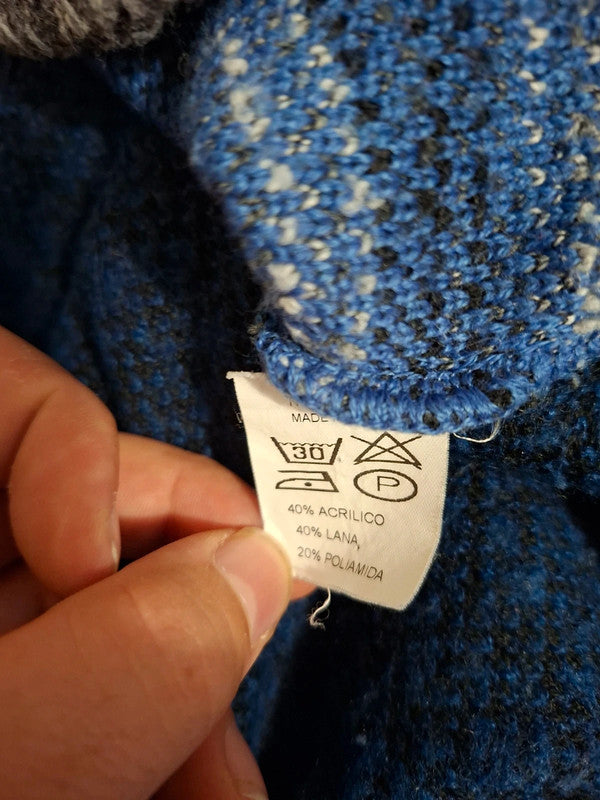 MADE
30
P
40% ACRILICO
40% LANA,
20% POLIAMIDA